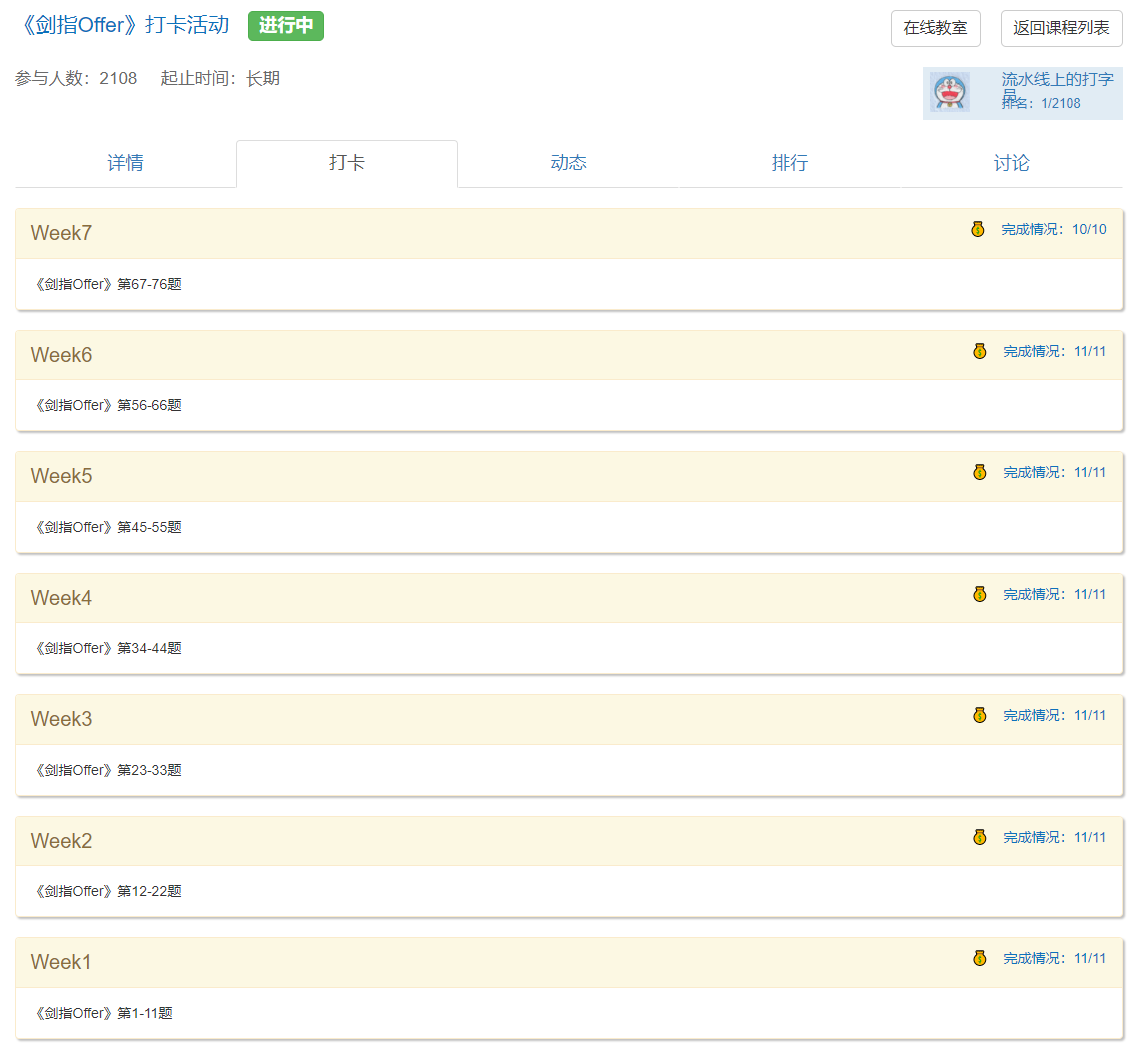 《剑指Offer》打卡活动 进行中 在线教室 返回课程列表
参与人数：2108 起止时间：长期
流水线上的打字
员
排名：1/2108
详情 打卡 动态 排行 讨论
Week7 完成情况：10/10
《剑指Offer》第67-76题
Week6 完成情况：11/11
《剑指Offer》第56-66题
Week5 完成情况：11/11
《剑指Offer》第45-55题
Week4 完成情况：11/11
《剑指Offer》第34-44题
Week3 完成情况：11/11
《剑指Offer》第23-33题
Week2 完成情况：11/11
《剑指Offer》第12-22题
Week1 完成情况：11/11
《剑指Offer》第1-11题